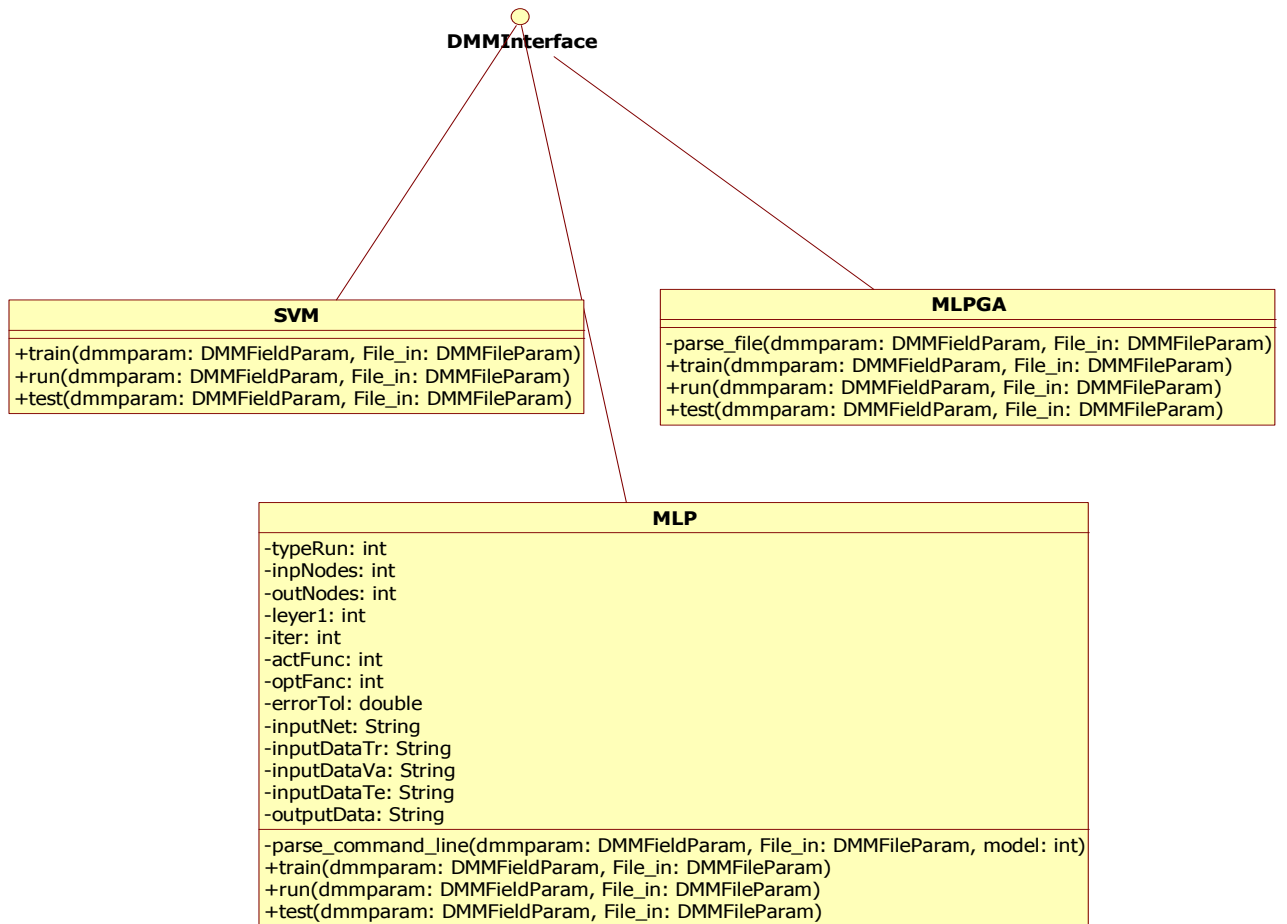 DMMInterface
SVM
+train(dmmparam: DMMFieldParam, File_in: DMMFileParam)
+run(dmmparam: DMMFieldParam, File_in: DMMFileParam)
+test(dmmparam: DMMFieldParam, File_in: DMMFileParam)
MLPGA
-parse_file(dmmparam: DMMFieldParam, File_in: DMMFileParam)
+train(dmmparam: DMMFieldParam, File_in: DMMFileParam)
+run(dmmparam: DMMFieldParam, File_in: DMMFileParam)
+test(dmmparam: DMMFieldParam, File_in: DMMFileParam)
MLP
-typeRun: int
-inpNodes: int
-outNodes: int
-leyer1: int
-iter: int
-actFunc: int
-optFanc: int
-errorTol: double
-inputNet: String
-inputDataTr: String
-inputDataVa: String
-inputDataTe: String
-outputData: String
-parse_command_line(dmmparam: DMMFieldParam, File_in: DMMFileParam, model: int)
+train(dmmparam: DMMFieldParam, File_in: DMMFileParam)
+run(dmmparam: DMMFieldParam, File_in: DMMFileParam)
+test(dmmparam: DMMFieldParam, File_in: DMMFileParam)